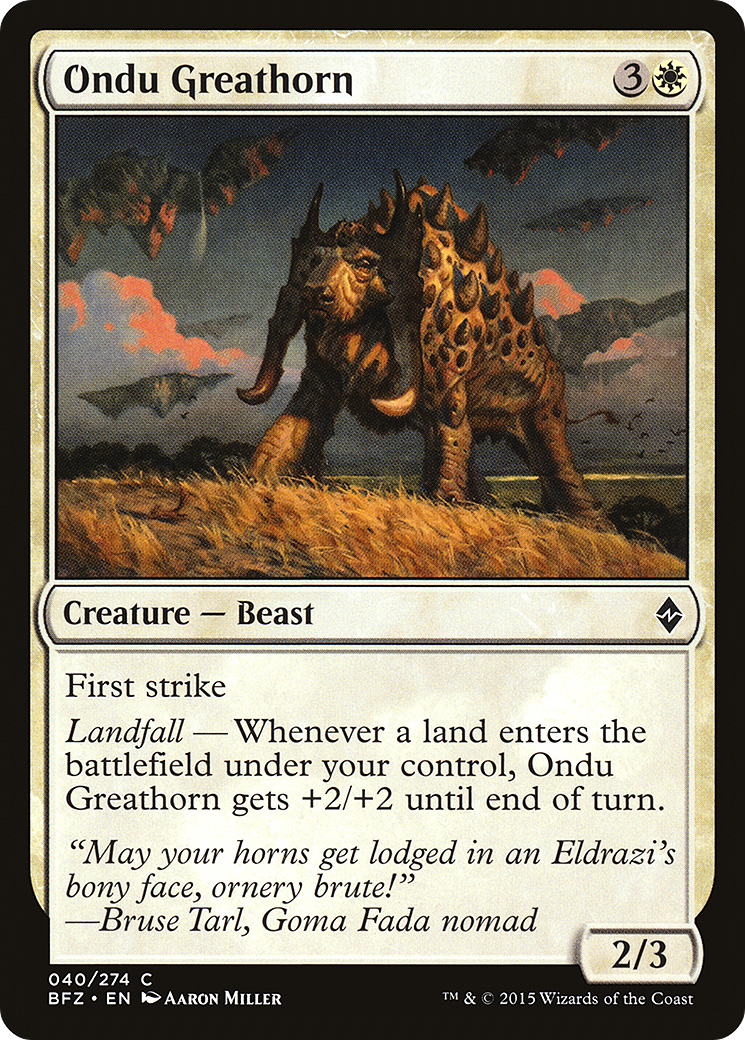 Ondu Greathorn 3
Creature — Beast
First strike
Landfall — Whenever a land enters the
battlefield under your control, Ondu
Greathorn gets +2/+2 until end of turn.
“May your horns get lodged in an Eldrazi’s
bony face, ornery brute!”
—Bruse Tarl, Goma Fada nomad
2/3
040/274 C
BFZ • EN Aaron Miller ™ & © 2015 Wizards of the Coast